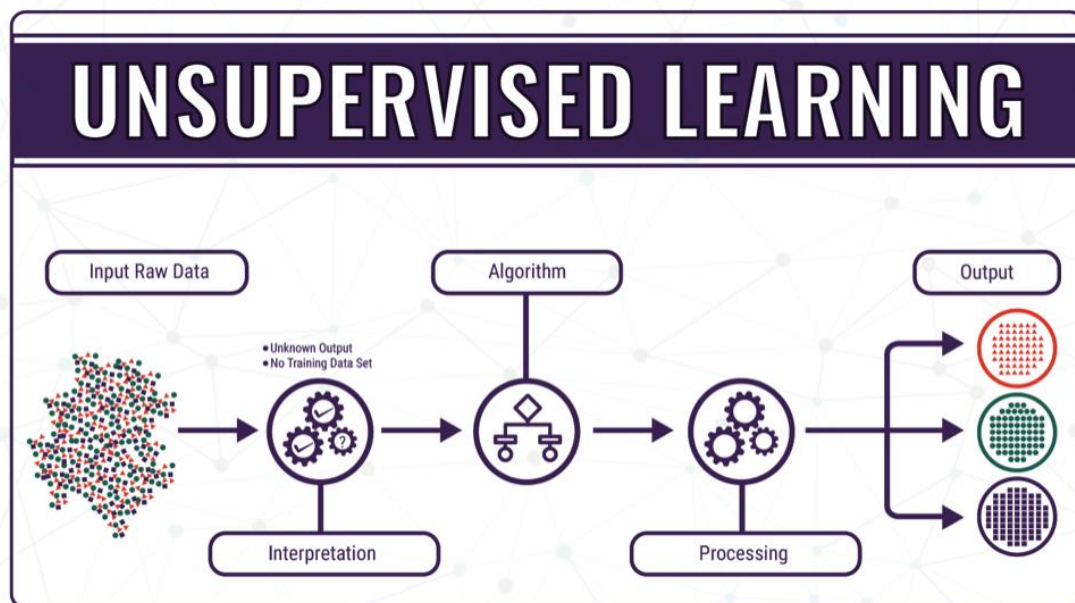 UNSUPERVISED LEARNING
Input Raw Data
Algorithm
Output
• Unknown Output
• No Training Data Set
?
Interpretation
Processing